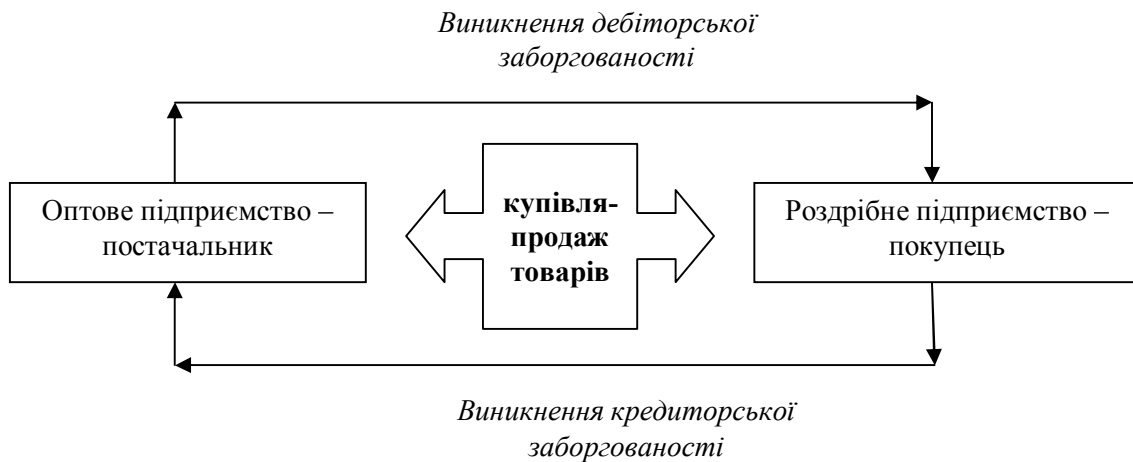 Виникнення дебіторської
заборгованості
Оптове підприємство –
постачальник
купівля-
продаж
товарів
Роздрібне підприємство –
покупець
Виникнення кредиторської
заборгованості